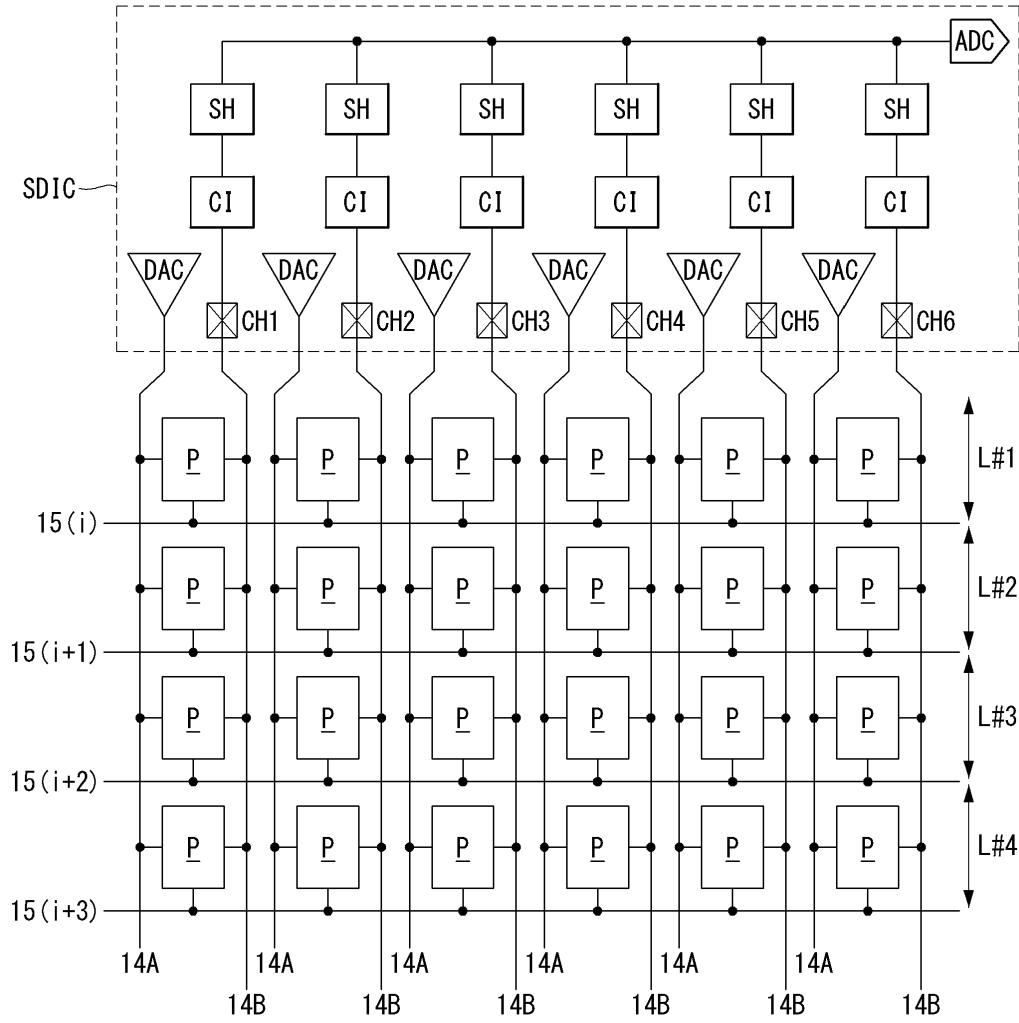 ADC
SH SH SH SH SH SH
SDIC
CI CI CI CI CI CI
DAC DAC DAC DAC DAC DAC
CH1 CH2 CH3 CH4 CH5 CH6
P P P P P P L#1
15(i)
P P P P P P L#2
15(i+1)
P P P P P P L#3
15(i+2)
P P P P P P L#4
15(i+3)
14A 14A 14A 14A 14A 14A
14B 14B 14B 14B 14B 14B